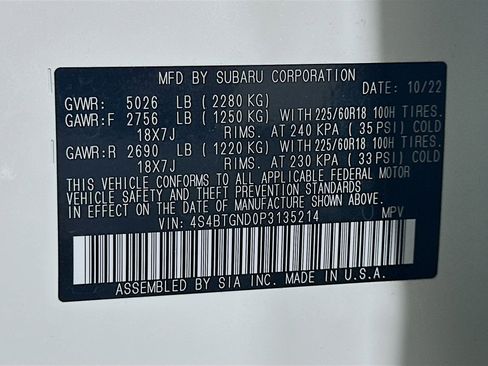 MFD BY SUBARU CORPORATION
DATE: 10/22
GVWR: 5026 LB ( 2280 KG)
GAWR:F 2756 LB ( 1250 KG) WITH 225/60R18 100H TIRES.
18X7J RIMS. AT 240 KPA ( 35 PSI) COLD
GAWR:R 2690 LB ( 1220 KG) WITH 225/60R18 100H TIRES.
18X7J RIMS. AT 230 KPA ( 33 PSI) COLD
THIS VEHICLE CONFORMS TO ALL APPLICABLE FEDERAL MOTOR
VEHICLE SAFETY AND THEFT PREVENTION STANDARDS
IN EFFECT ON THE DATE OF MANUFACTURE SHOWN ABOVE.
VIN: 4S4BTGND0P3135214 MPV
ASSEMBLED BY SIA INC. MADE IN U.S.A.